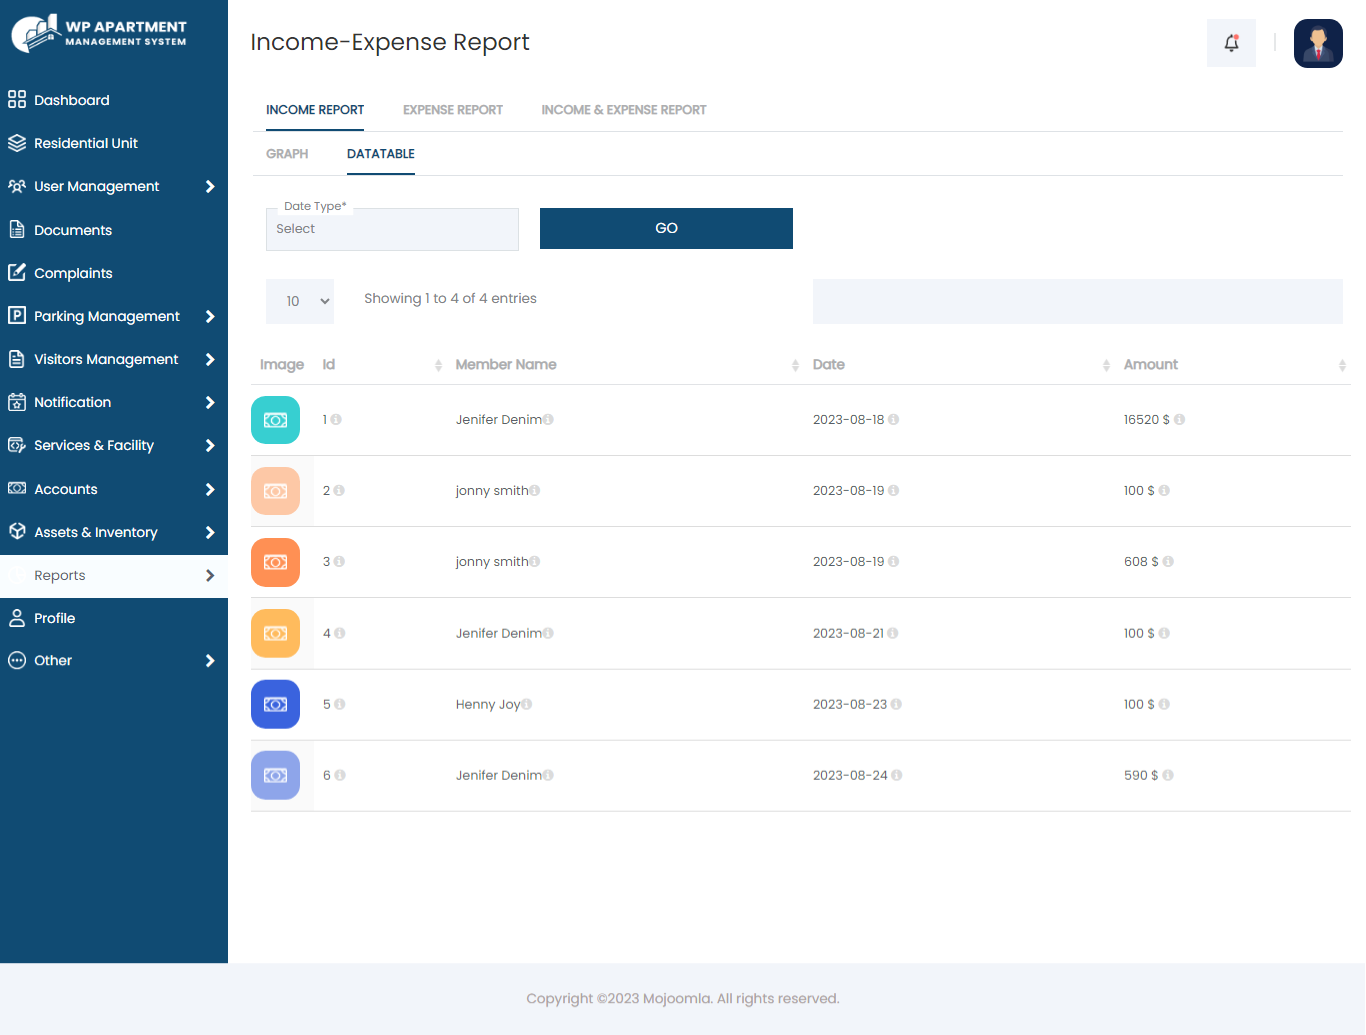 WP APARTMENT
MANAGEMENT SYSTEM
Income-Expense Report
Dashboard
Residential Unit
User Management
Documents
Complaints
Parking Management
Visitors Management
Notification
Services & Facility
Accounts
Assets & Inventory
Reports
Profile
Other
INCOME REPORT EXPENSE REPORT INCOME & EXPENSE REPORT
GRAPH DATATABLE
Date Type*
Select GO
10 Showing 1 to 4 of 4 entries
Image Id Member Name Date Amount
1 Jenifer Denim 2023-08-18 16520 $
2 jonny smith 2023-08-19 100 $
3 jonny smith 2023-08-19 608 $
4 Jenifer Denim 2023-08-21 100 $
5 Henny Joy 2023-08-23 100 $
6 Jenifer Denim 2023-08-24 590 $
Copyright ©2023 Mojoomla. All rights reserved.